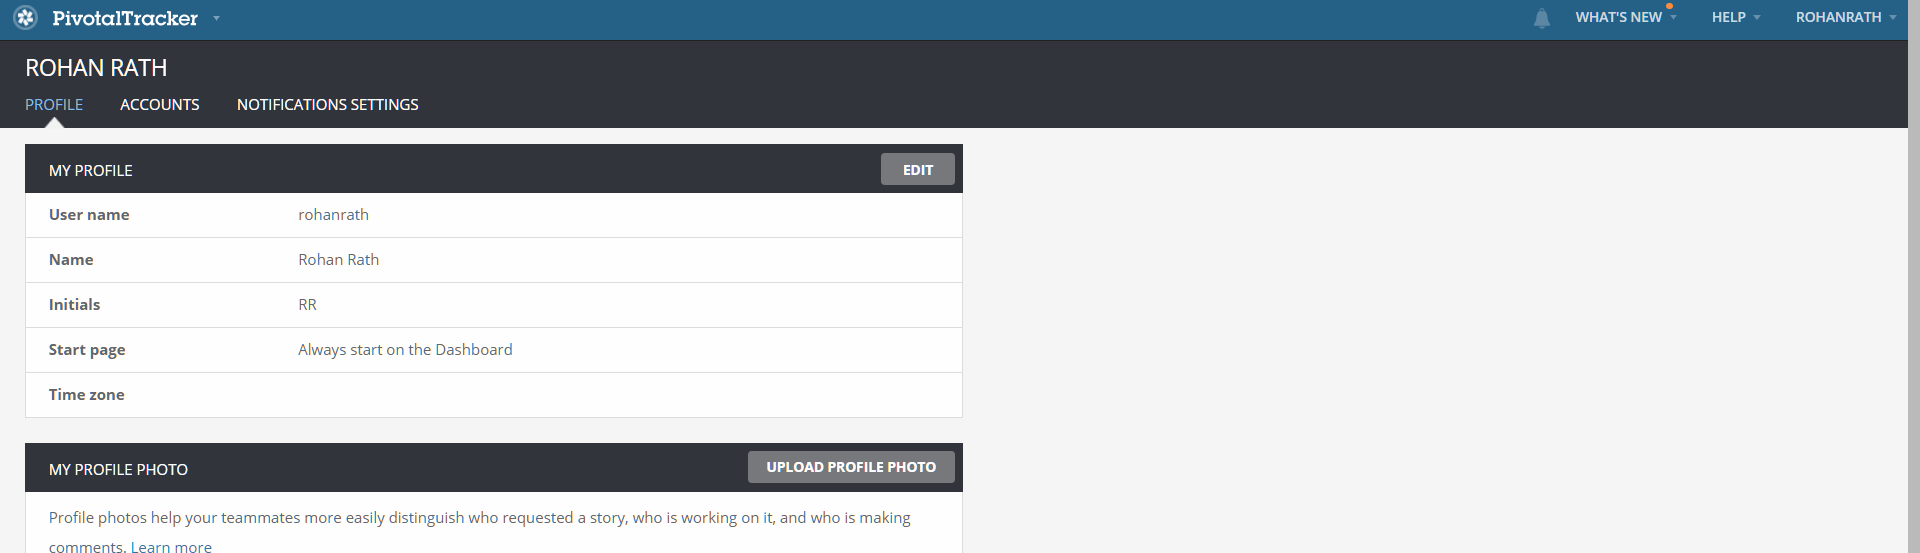 PivotalTracker
WHAT'S NEW
HELP
ROHANRATH
ROHAN RATH
PROFILE
ACCOUNTS
NOTIFICATIONS SETTINGS
MY PROFILE
EDIT
User name
rohanrath
Name
Rohan Rath
Initials
RR
Start page
Always start on the Dashboard
Time zone
MY PROFILE PHOTO
UPLOAD PROFILE PHOTO
Profile photos help your teammates more easily distinguish who requested a story, who is working on it, and who is making
comments. Learn more